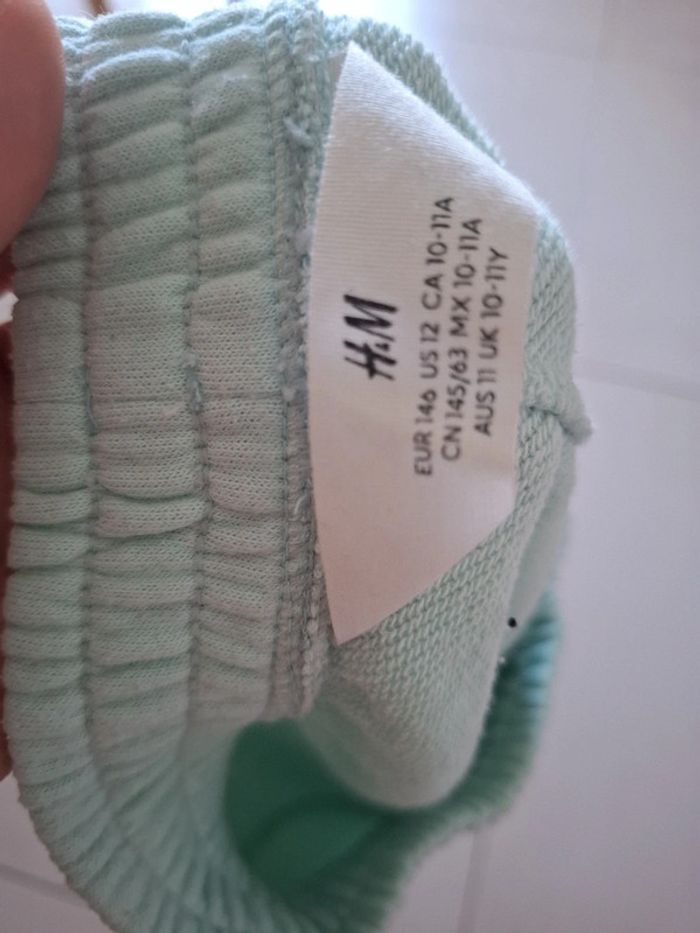 H&M
EUR 146 US 12 CA 10-11A
CN 145/63 MX 10-11A
AUS 11 UK 10-11Y